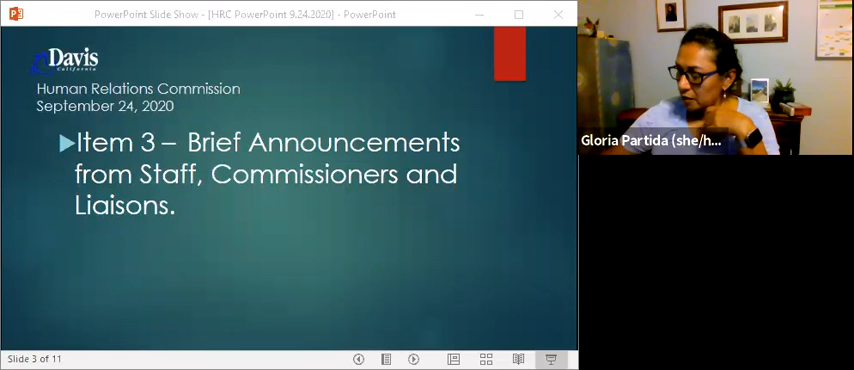 PowerPoint Slide Show - [HRC PowerPoint 9.24.2020] - PowerPoint
Davis
California
Human Relations Commission
September 24, 2020
Item 3 – Brief Announcements
from Staff, Commissioners and
Liaisons.
Slide 3 of 11
Gloria Partida (she/h...